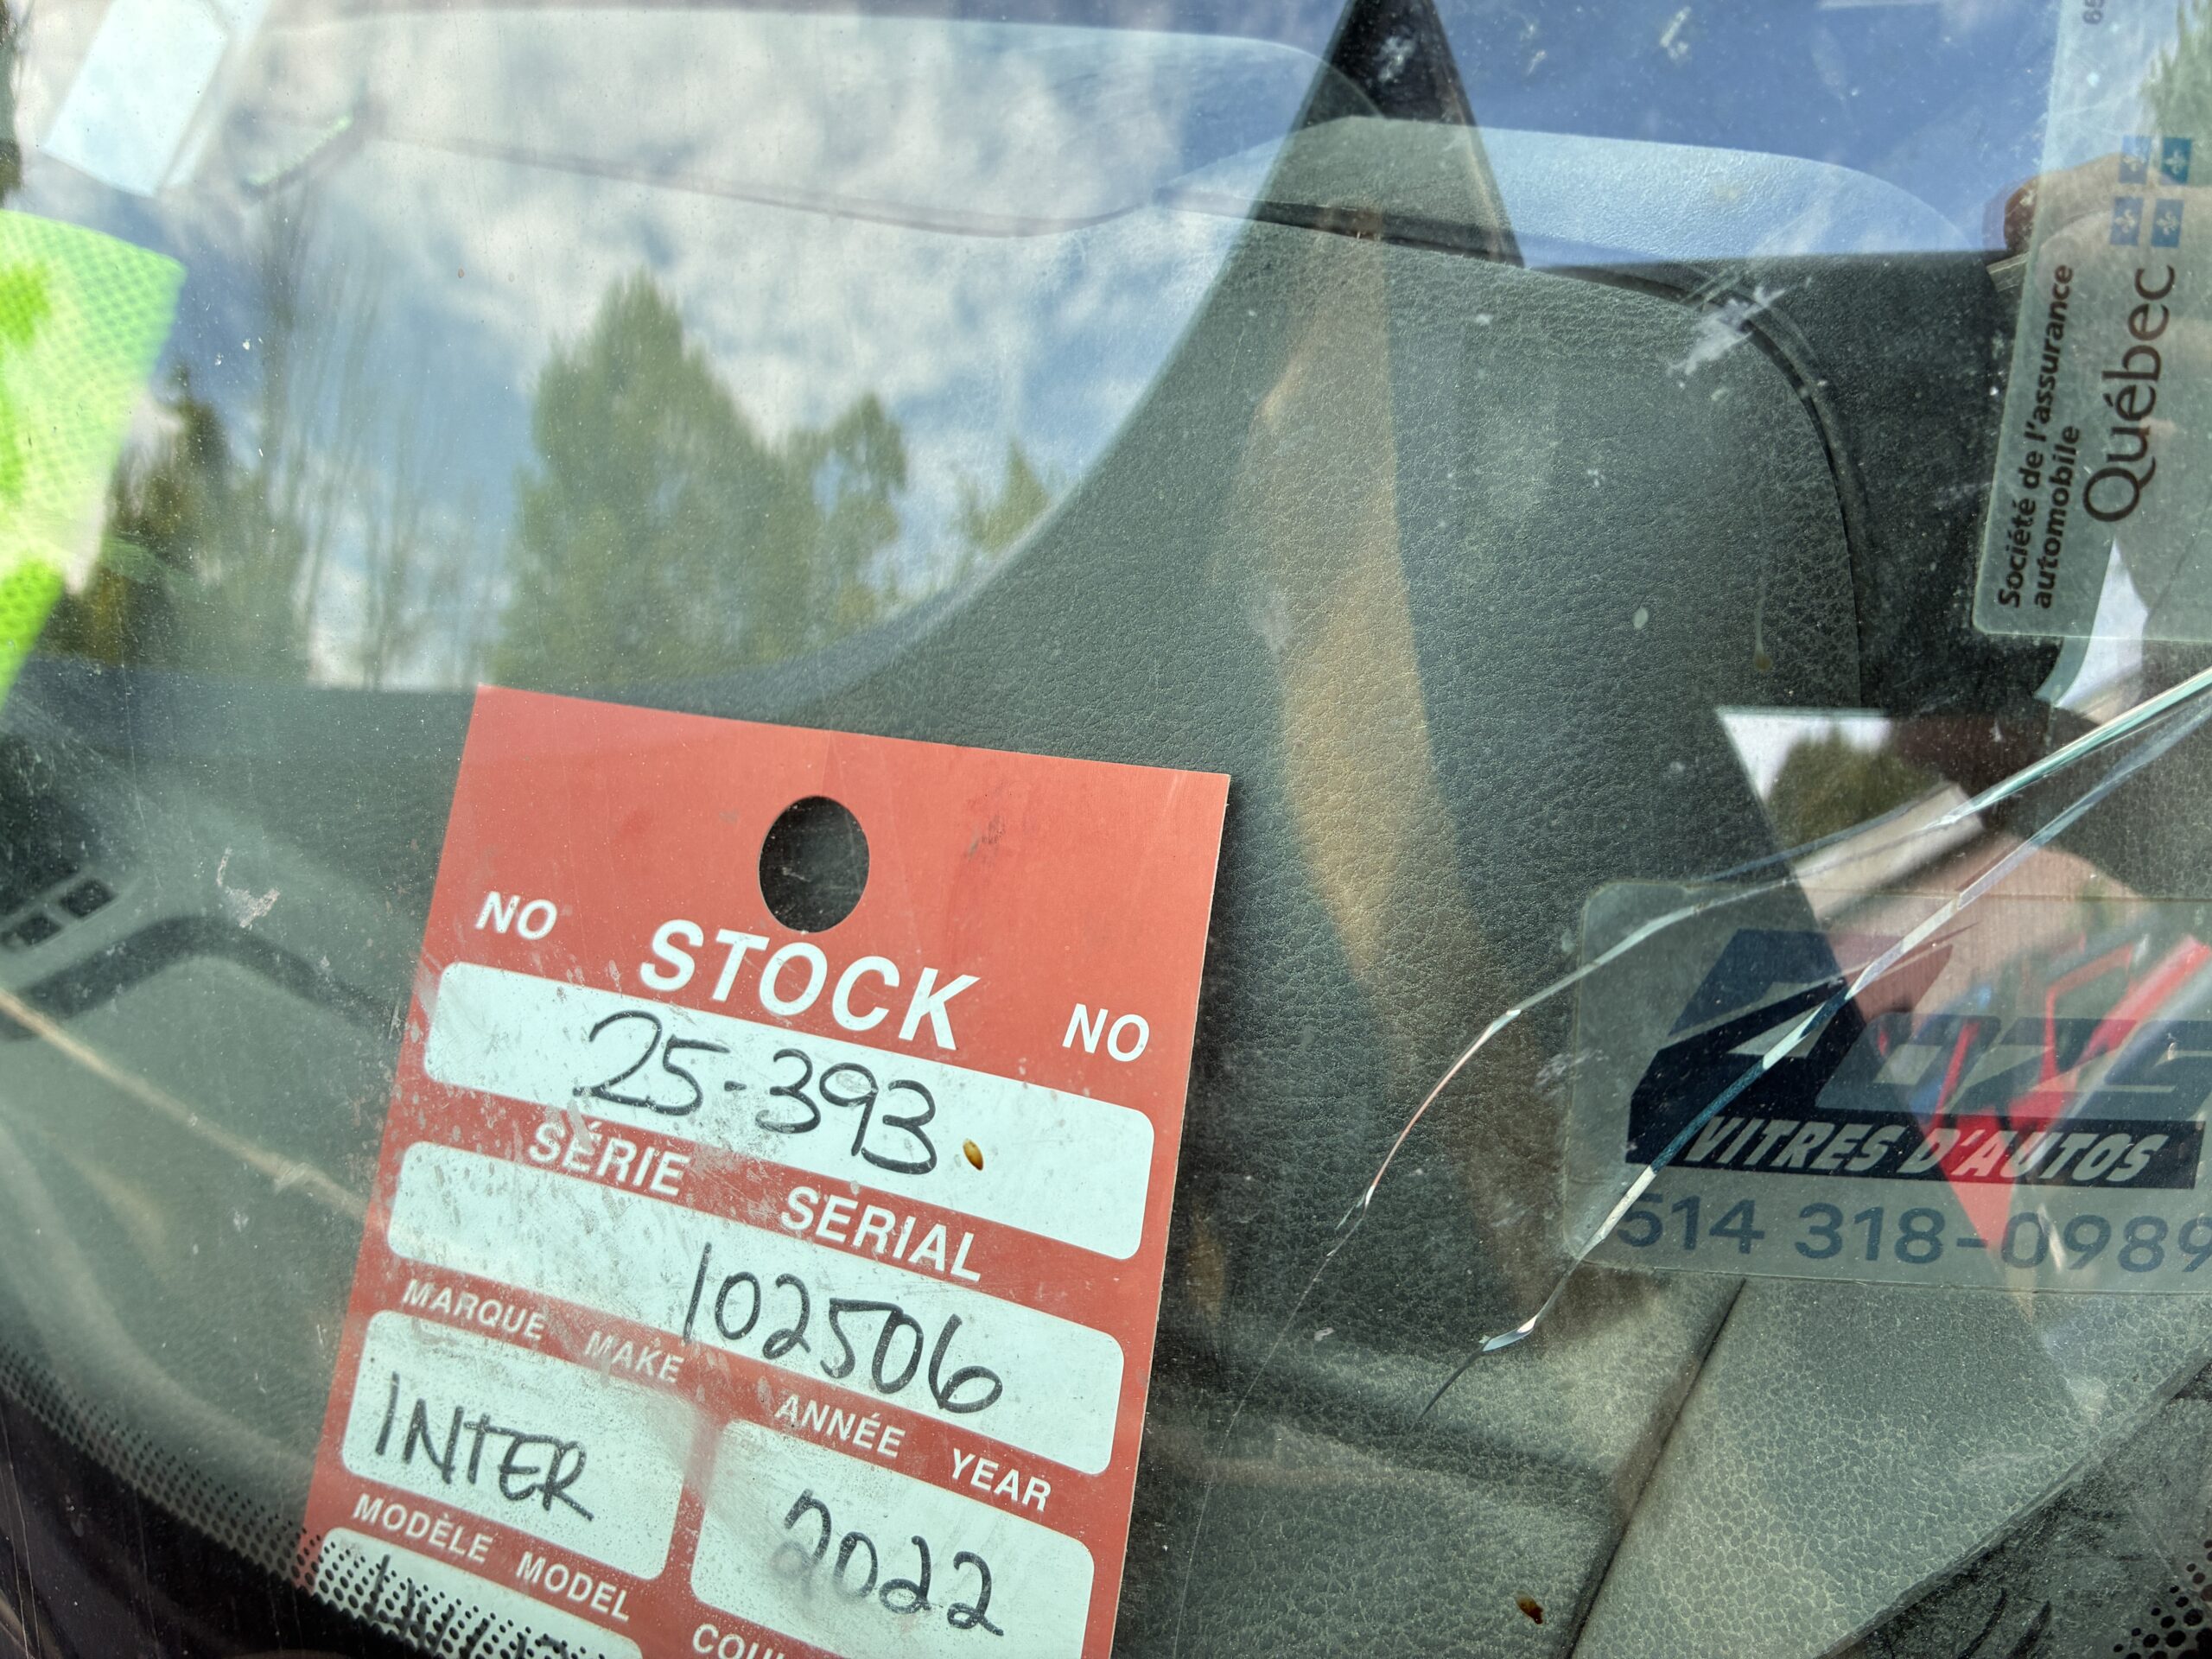 Société de l'assurance
automobile
Québec
NO STOCK NO
25-393
SÉRIE SERIAL
102506
MARQUE MAKE
ANNÉE YEAR
INTER
2022
MODÈLE MODEL
VITRES D'AUTOS
514 318-0989